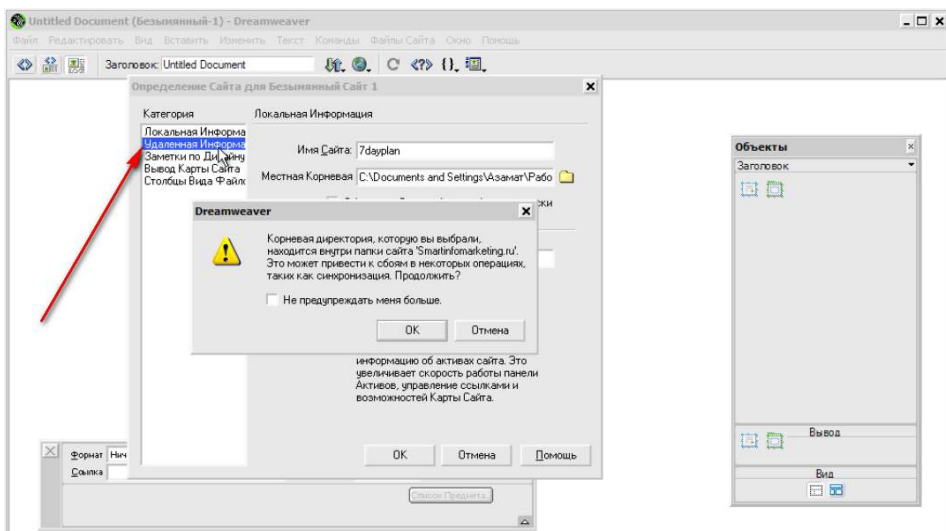 Untitled Document (Безымянный-1) - Dreamweaver
Файл Редактировать Вид Вставить Изменить Текст Команды Файлы Сайта Окно Помощь
Заголовок: Untitled Document
Определение Сайта для Безымянный Сайт 1
Категория
Локальная Информация
Локальная Информа
Удаленная Информа
Заметки по Дизайну
Вывод Карты Сайта
Столбцы Вида Файлс
Имя Сайта: 7dayplan
Местная Корневая C:\Documents and Settings\Азамат\Рабо
ски
Dreamweaver
Корневая директория, которую вы выбрали,
находится внутри папки сайта 'Smartinfomarketing.ru'.
Это может привести к сбоям в некоторых операциях,
таких как синхронизация. Продолжить?
Не предупреждать меня больше.
OK Отмена
информацию об активах сайта. Это
увеличивает скорость работы панели
Активов, управление ссылками и
возможностей Карты Сайта.
OK Отмена Помощь
Формат Нич
Ссылка
Список Предмета...
Объекты
Заголовок
Вывод
Вид